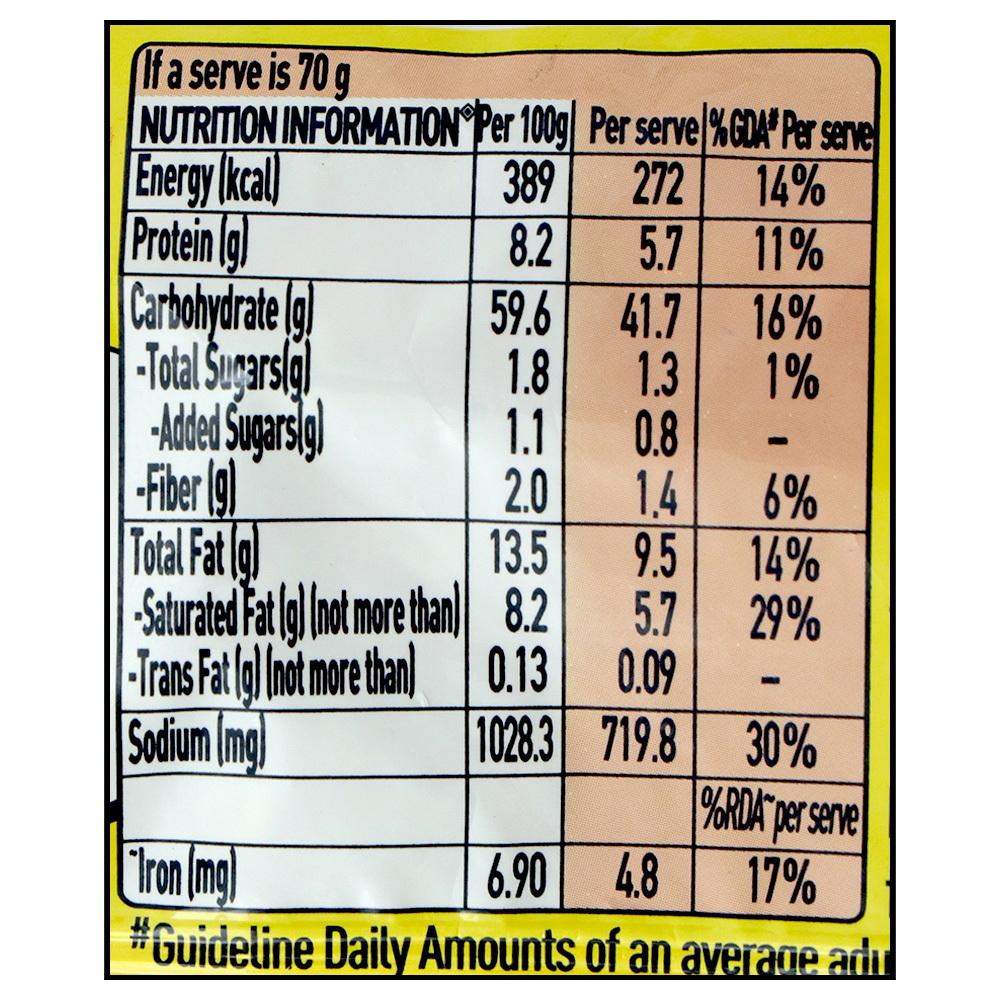 If a serve is 70 g
NUTRITION INFORMATION◈ Per 100g Per serve %GDA# Per serve
Energy (kcal) 389 272 14%
Protein (g) 8.2 5.7 11%
Carbohydrate (g) 59.6 41.7 16%
-Total Sugars(g) 1.8 1.3 1%
-Added Sugars(g) 1.1 0.8 –
-Fiber (g) 2.0 1.4 6%
Total Fat (g) 13.5 9.5 14%
-Saturated Fat (g) (not more than) 8.2 5.7 29%
-Trans Fat (g) (not more than) 0.13 0.09 –
Sodium (mg) 1028.3 719.8 30%
%RDA~ per serve
~Iron (mg) 6.90 4.8 17%
#Guideline Daily Amounts of an average